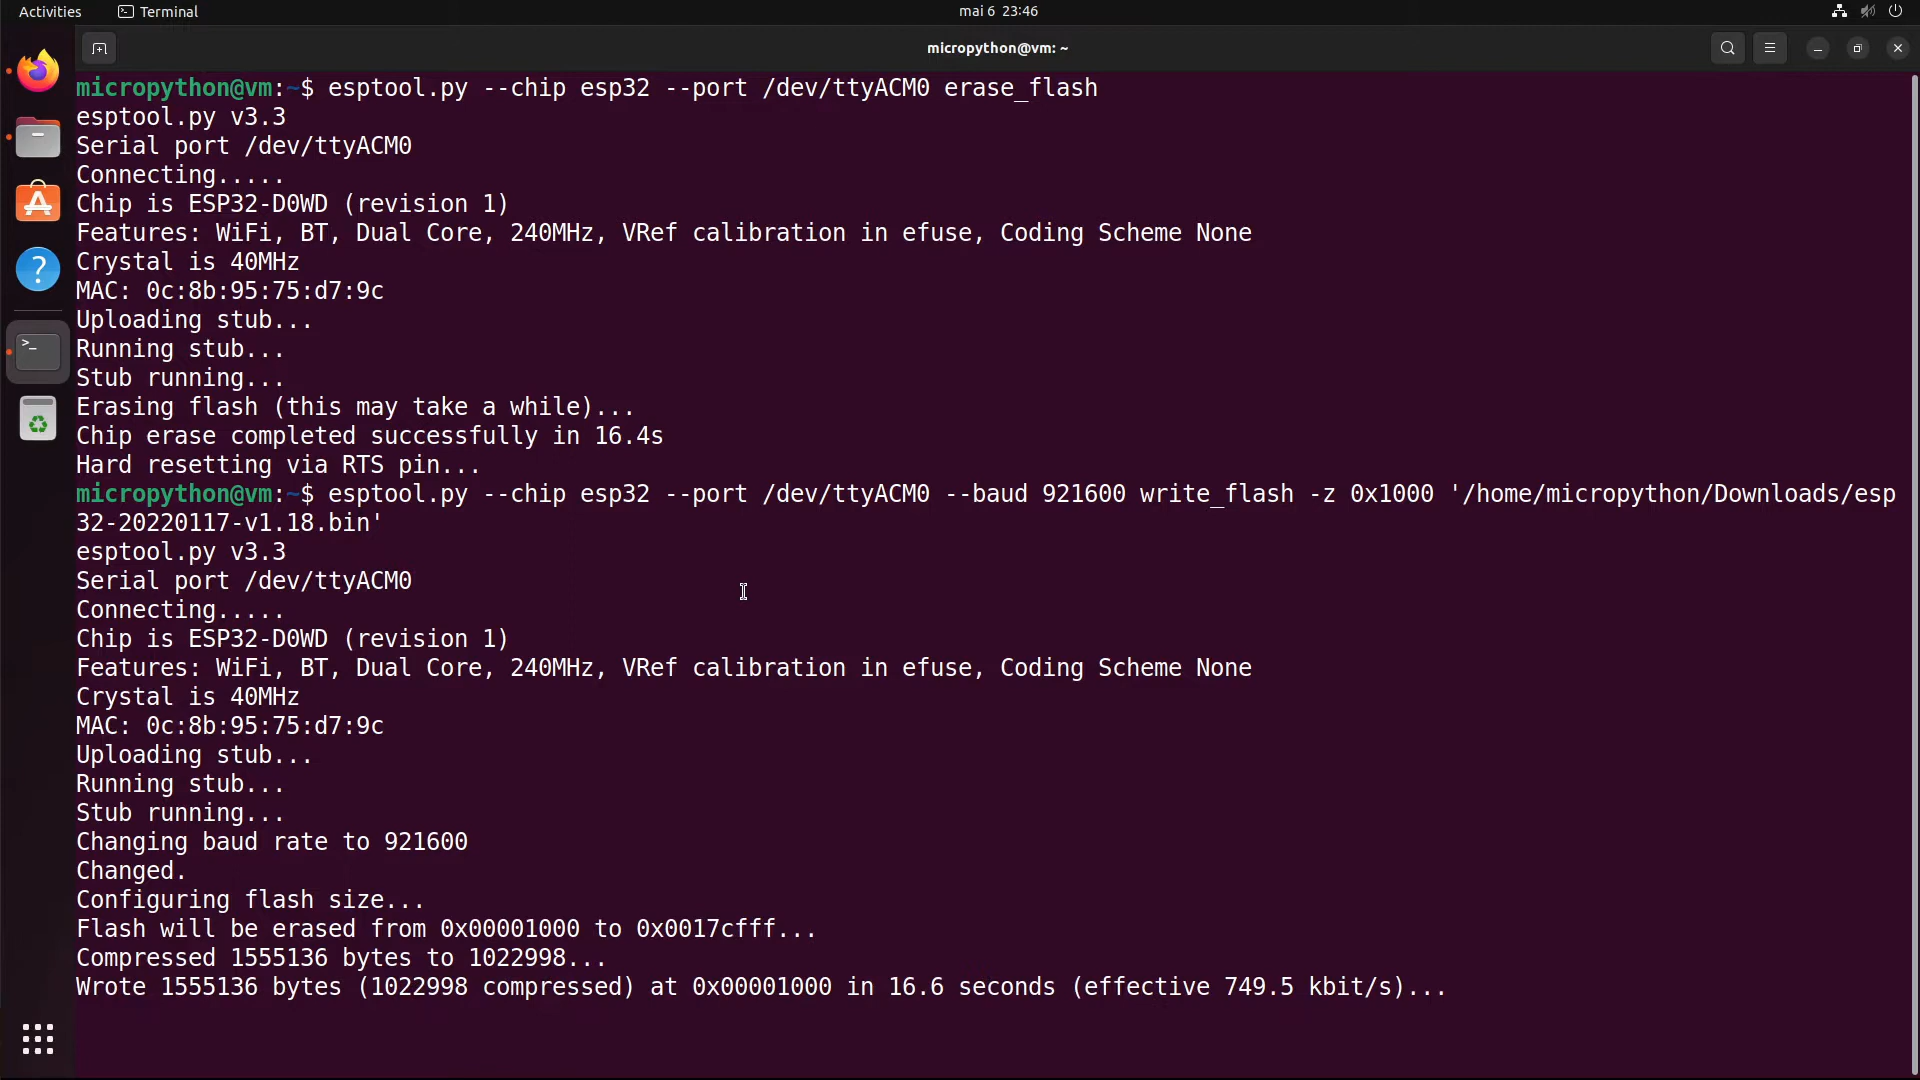 Activities
Terminal
mai 6 23:46
micropython@vm: ~
micropython@vm:~$ esptool.py --chip esp32 --port /dev/ttyACM0 erase_flash
esptool.py v3.3
Serial port /dev/ttyACM0
Connecting.....
Chip is ESP32-D0WD (revision 1)
Features: WiFi, BT, Dual Core, 240MHz, VRef calibration in efuse, Coding Scheme None
Crystal is 40MHz
MAC: 0c:8b:95:75:d7:9c
Uploading stub...
Running stub...
Stub running...
Erasing flash (this may take a while)...
Chip erase completed successfully in 16.4s
Hard resetting via RTS pin...
micropython@vm:~$ esptool.py --chip esp32 --port /dev/ttyACM0 --baud 921600 write_flash -z 0x1000 '/home/micropython/Downloads/esp
32-20220117-v1.18.bin'
esptool.py v3.3
Serial port /dev/ttyACM0
Connecting.....
Chip is ESP32-D0WD (revision 1)
Features: WiFi, BT, Dual Core, 240MHz, VRef calibration in efuse, Coding Scheme None
Crystal is 40MHz
MAC: 0c:8b:95:75:d7:9c
Uploading stub...
Running stub...
Stub running...
Changing baud rate to 921600
Changed.
Configuring flash size...
Flash will be erased from 0x00001000 to 0x0017cfff...
Compressed 1555136 bytes to 1022998...
Wrote 1555136 bytes (1022998 compressed) at 0x00001000 in 16.6 seconds (effective 749.5 kbit/s)...